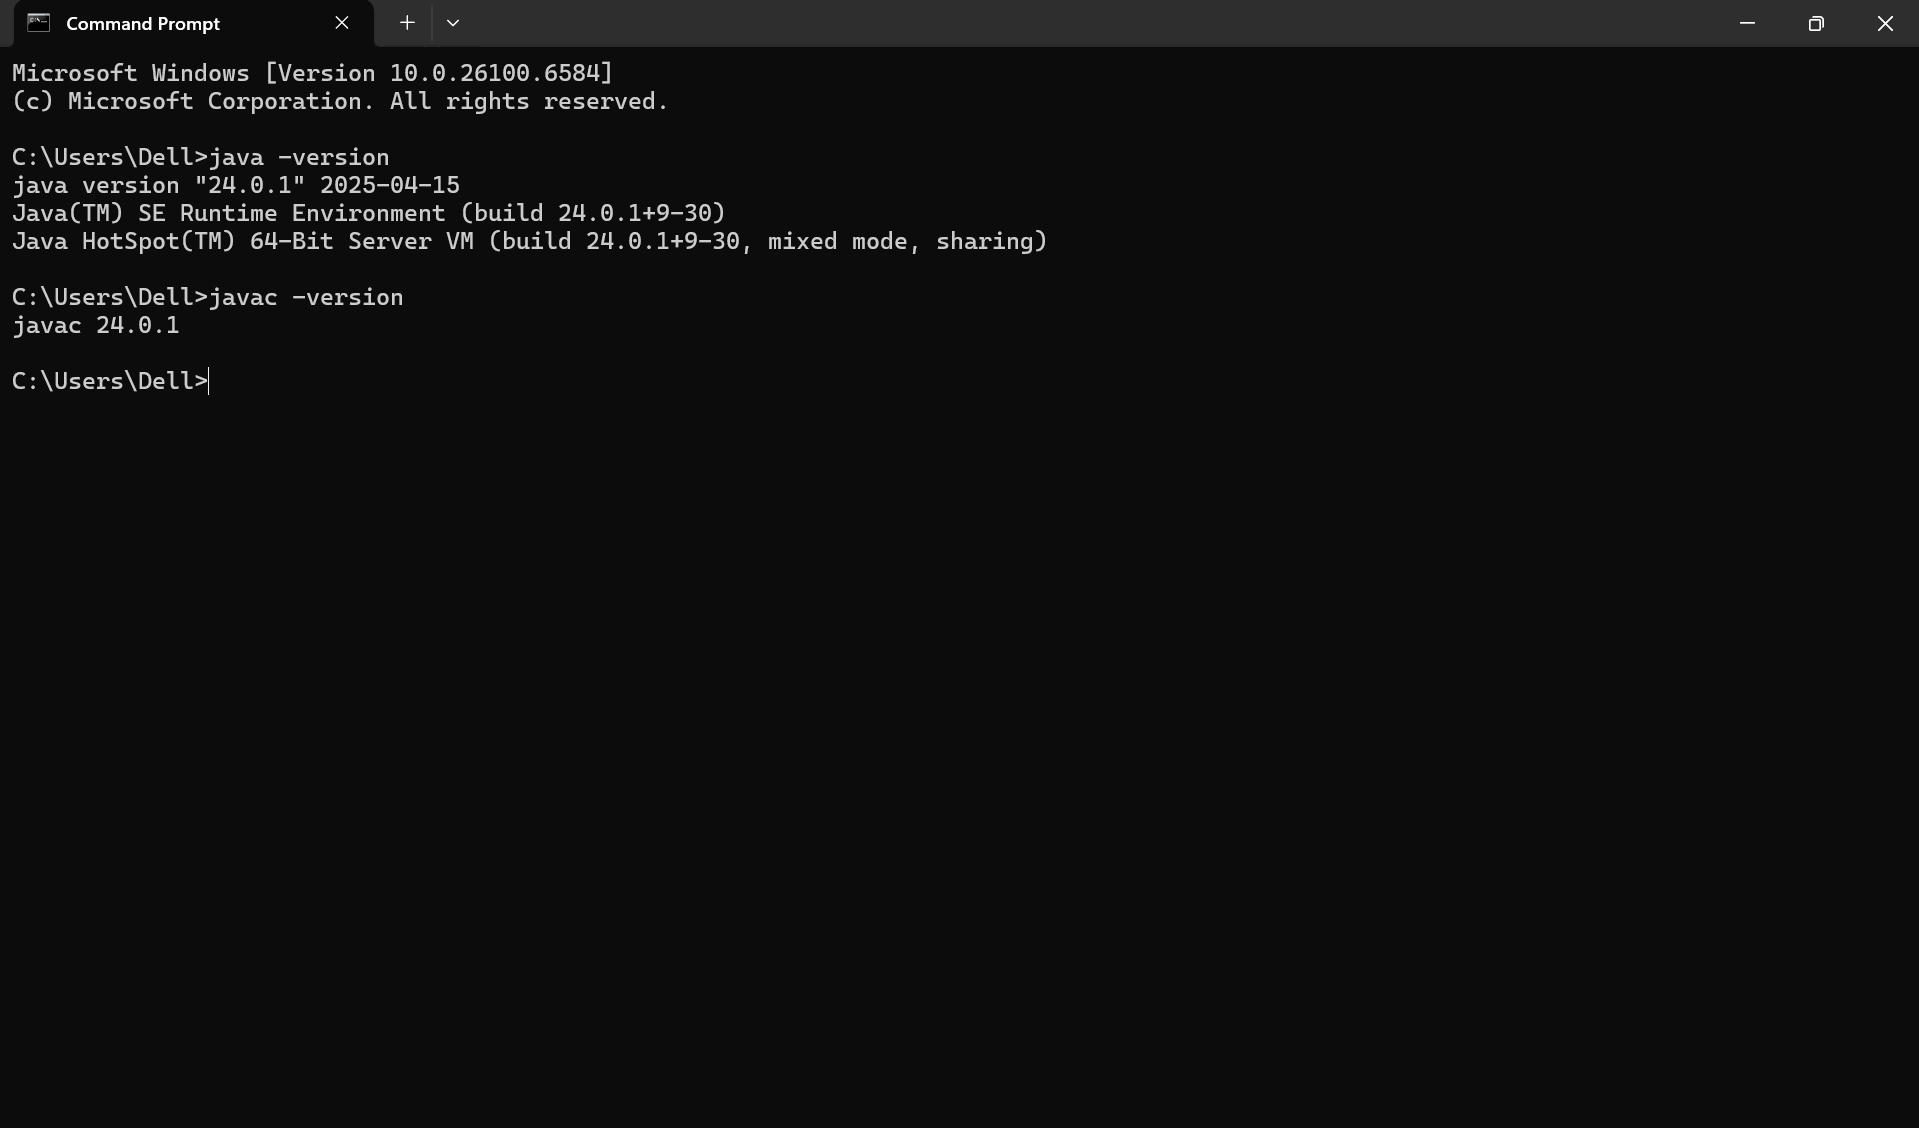 Command Prompt
Microsoft Windows [Version 10.0.26100.6584]
(c) Microsoft Corporation. All rights reserved.
C:\Users\Dell>java -version
java version "24.0.1" 2025-04-15
Java(TM) SE Runtime Environment (build 24.0.1+9-30)
Java HotSpot(TM) 64-Bit Server VM (build 24.0.1+9-30, mixed mode, sharing)
C:\Users\Dell>javac -version
javac 24.0.1
C:\Users\Dell>